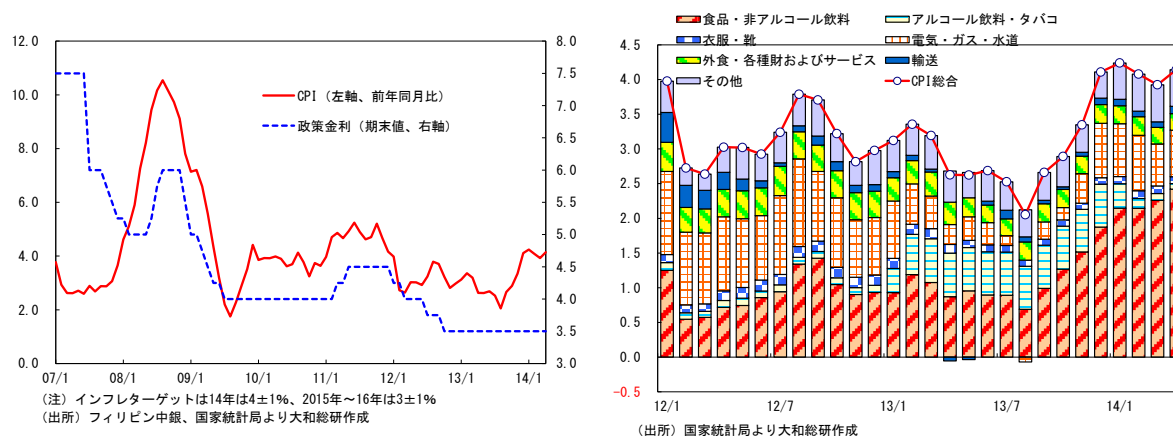 12.0
10.0
8.0
6.0
4.0
2.0
0.0
8.0
7.5
7.0
6.5
6.0
5.5
5.0
4.5
4.0
3.5
3.0
CPI（左軸、前年同月比）
政策金利（期末値、右軸）
07/1 08/1 09/1 10/1 11/1 12/1 13/1 14/1
（注）インフレターゲットは14年は4±1%、2015年～16年は3±1%
（出所）フィリピン中銀、国家統計局より大和総研作成
食品・非アルコール飲料 アルコール飲料・タバコ
衣服・靴 電気・ガス・水道
外食・各種財およびサービス 輸送
その他 CPI総合
4.5
4.0
3.5
3.0
2.5
2.0
1.5
1.0
0.5
0.0
-0.5
12/1 12/7 13/1 13/7 14/1
（出所）国家統計局より大和総研作成